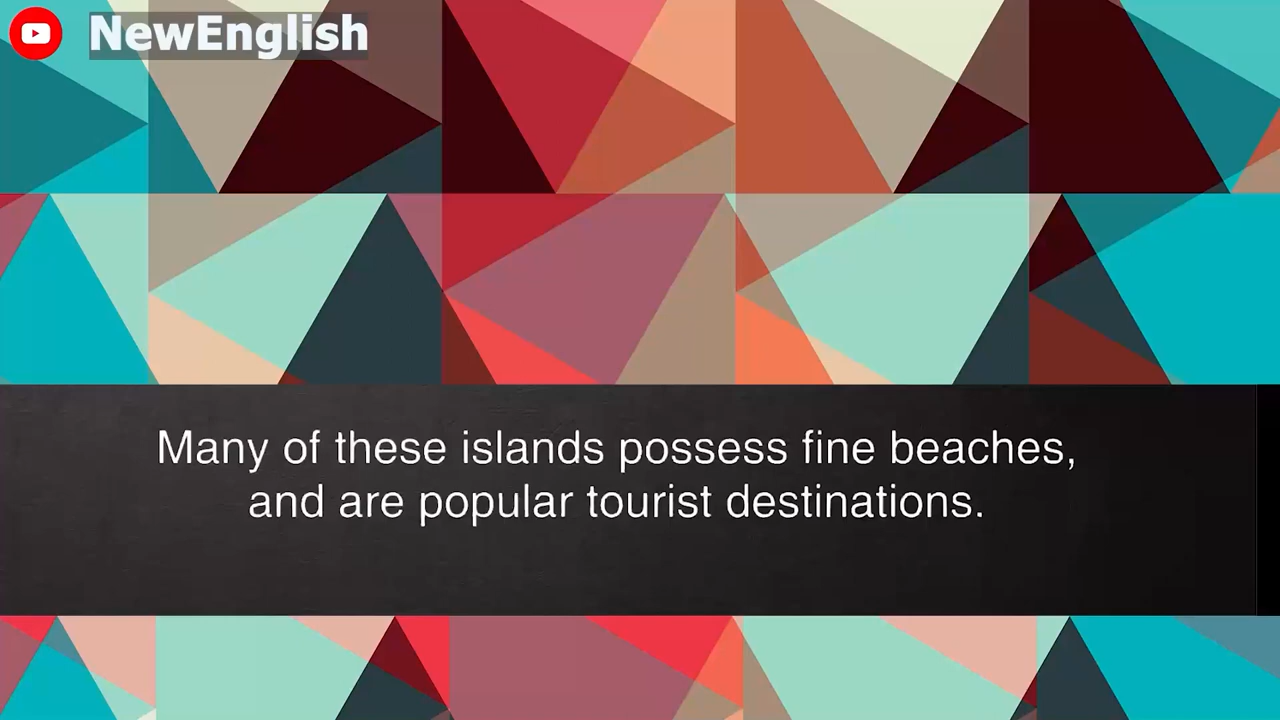 NewEnglish
Many of these islands possess fine beaches,
and are popular tourist destinations.